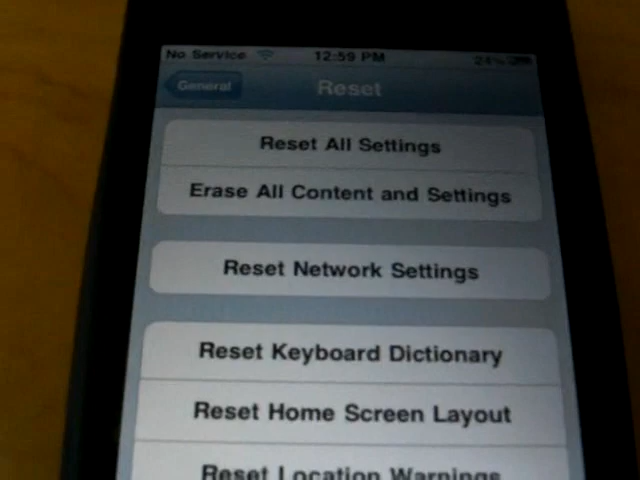 No Service 12:59 PM 24%
General Reset
Reset All Settings
Erase All Content and Settings
Reset Network Settings
Reset Keyboard Dictionary
Reset Home Screen Layout
Reset Location Warnings